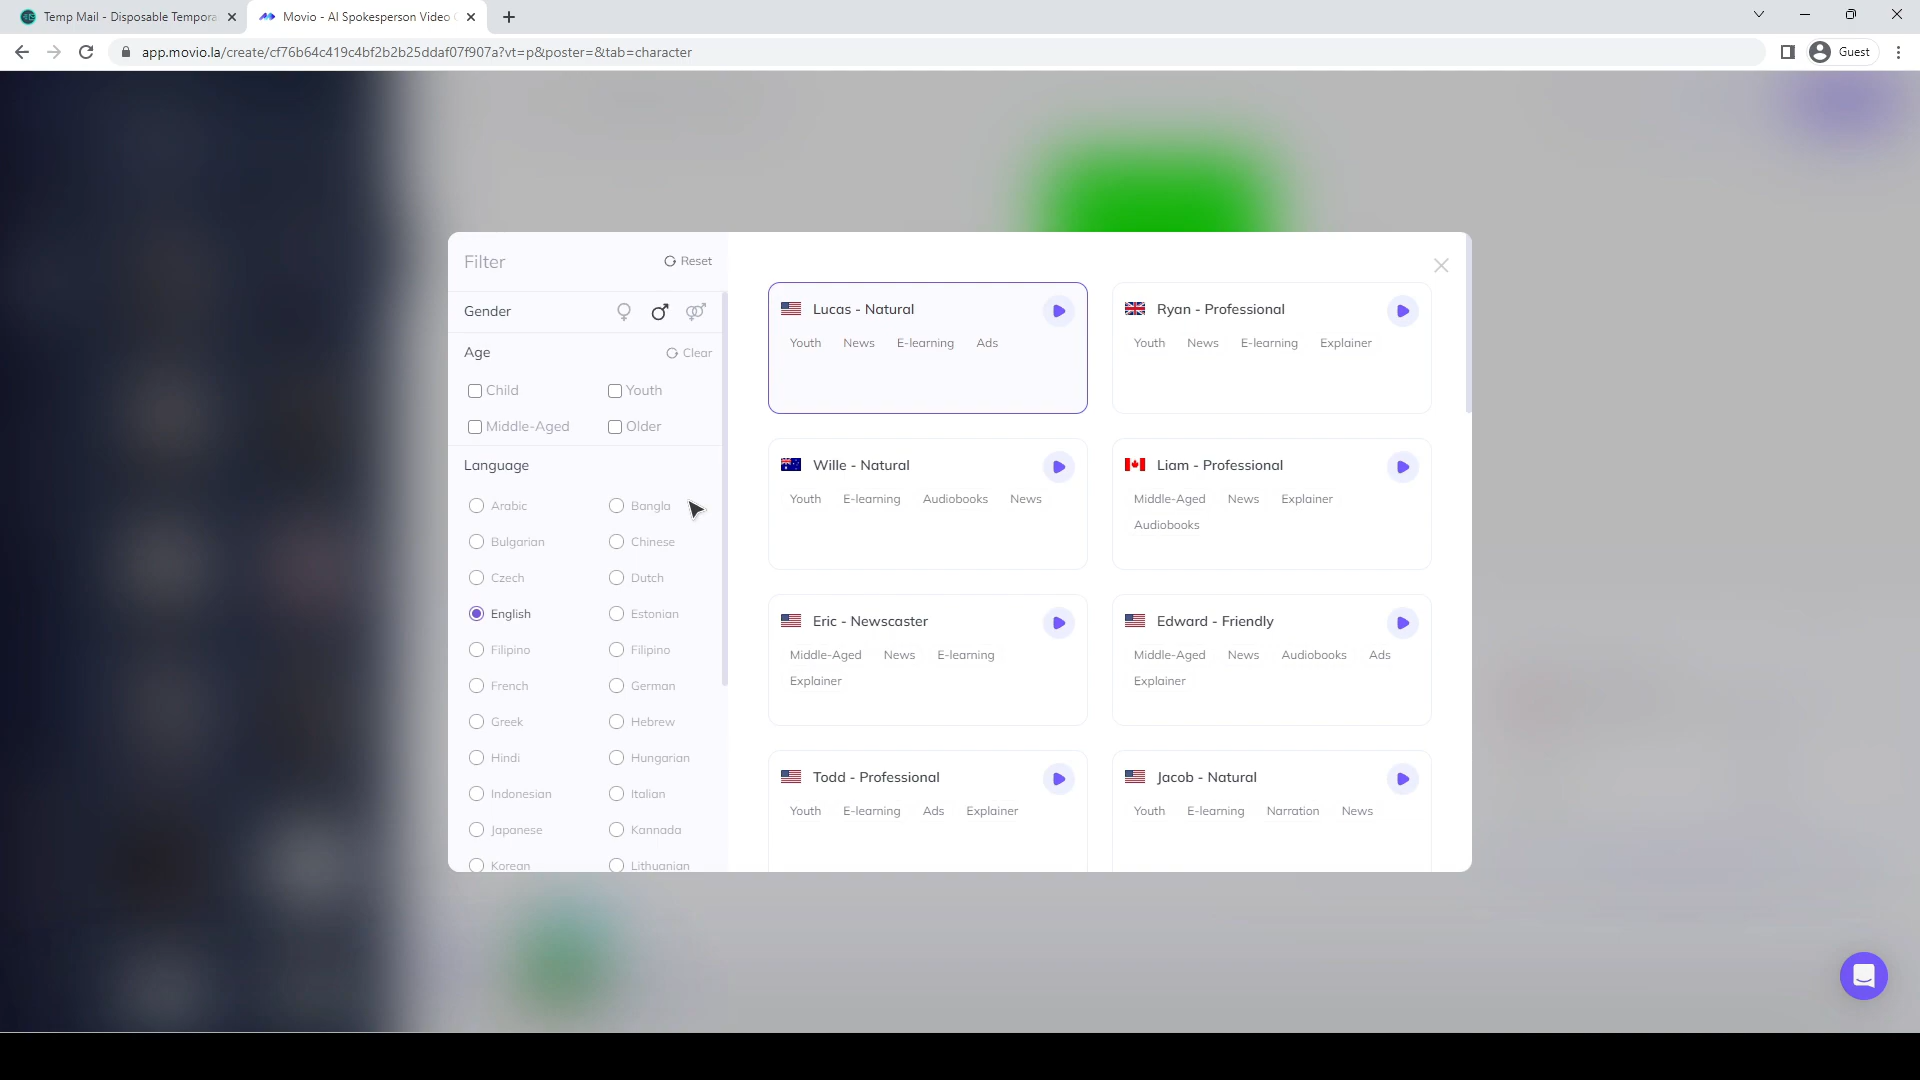 Temp Mail - Disposable Tempora
Movio - AI Spokesperson Video
app.movio.la/create/cf76b64c419c4bf2b2b25ddaf07f907a?vt=p&poster=&tab=character
Guest
Filter
Reset
Gender
Age
Clear
Child
Youth
Middle-Aged
Older
Language
Arabic
Bangla
Bulgarian
Chinese
Czech
Dutch
English
Estonian
Filipino
Filipino
French
German
Greek
Hebrew
Hindi
Hungarian
Indonesian
Italian
Japanese
Kannada
Korean
Lithuanian
Lucas - Natural
Youth News E-learning Ads
Ryan - Professional
Youth News E-learning Explainer
Wille - Natural
Youth E-learning Audiobooks News
Liam - Professional
Middle-Aged News Explainer
Audiobooks
Eric - Newscaster
Middle-Aged News E-learning
Explainer
Edward - Friendly
Middle-Aged News Audiobooks Ads
Explainer
Todd - Professional
Youth E-learning Ads Explainer
Jacob - Natural
Youth E-learning Narration News